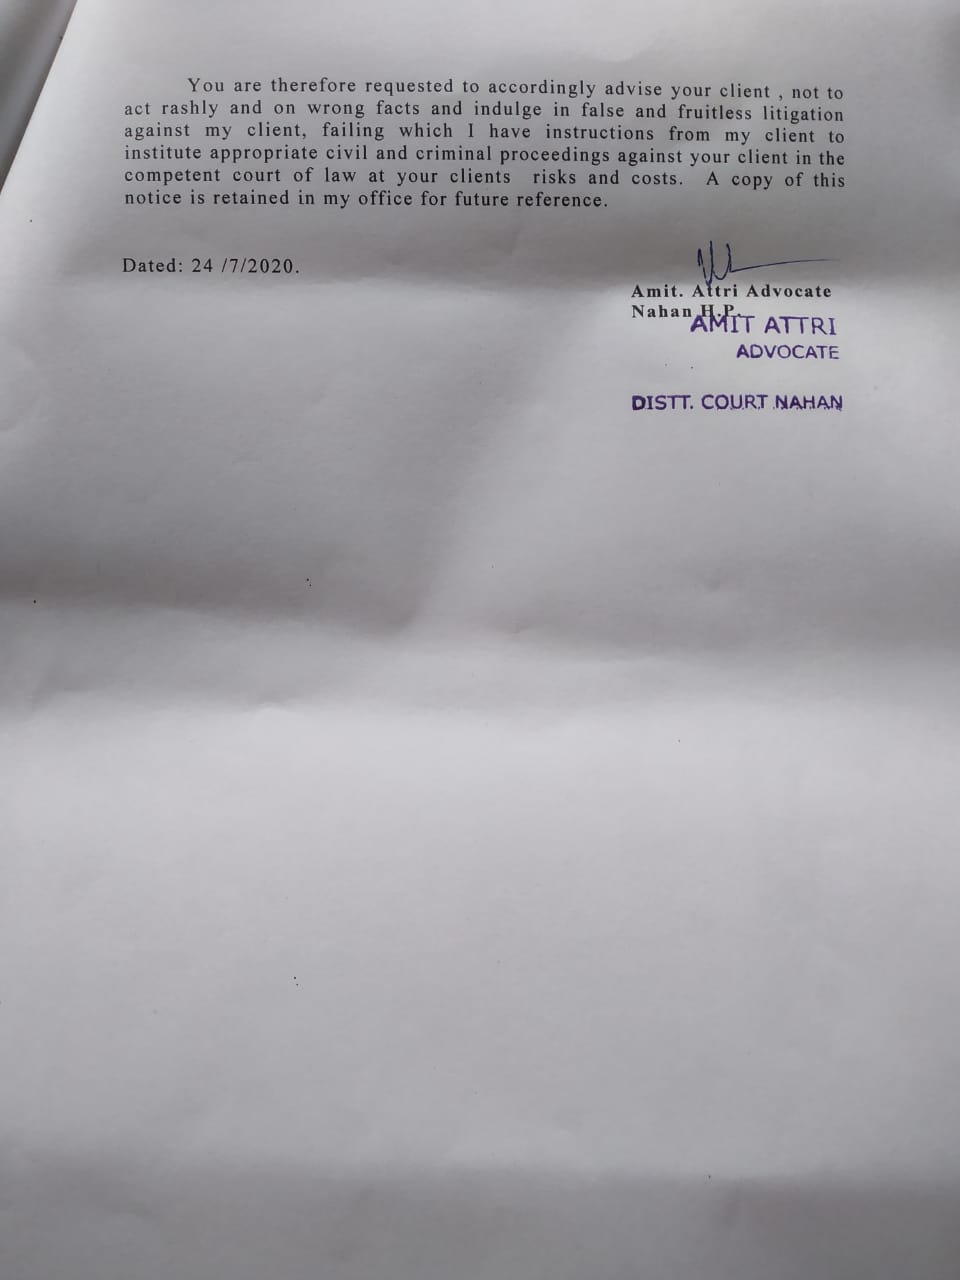 You are therefore requested to accordingly advise your client , not to
act rashly and on wrong facts and indulge in false and fruitless litigation
against my client, failing which I have instructions from my client to
institute appropriate civil and criminal proceedings against your client in the
competent court of law at your clients risks and costs. A copy of this
notice is retained in my office for future reference.
Dated: 24 /7/2020.
Amit. Attri Advocate
Nahan H.P.
AMIT ATTRI
ADVOCATE
DISTT. COURT NAHAN